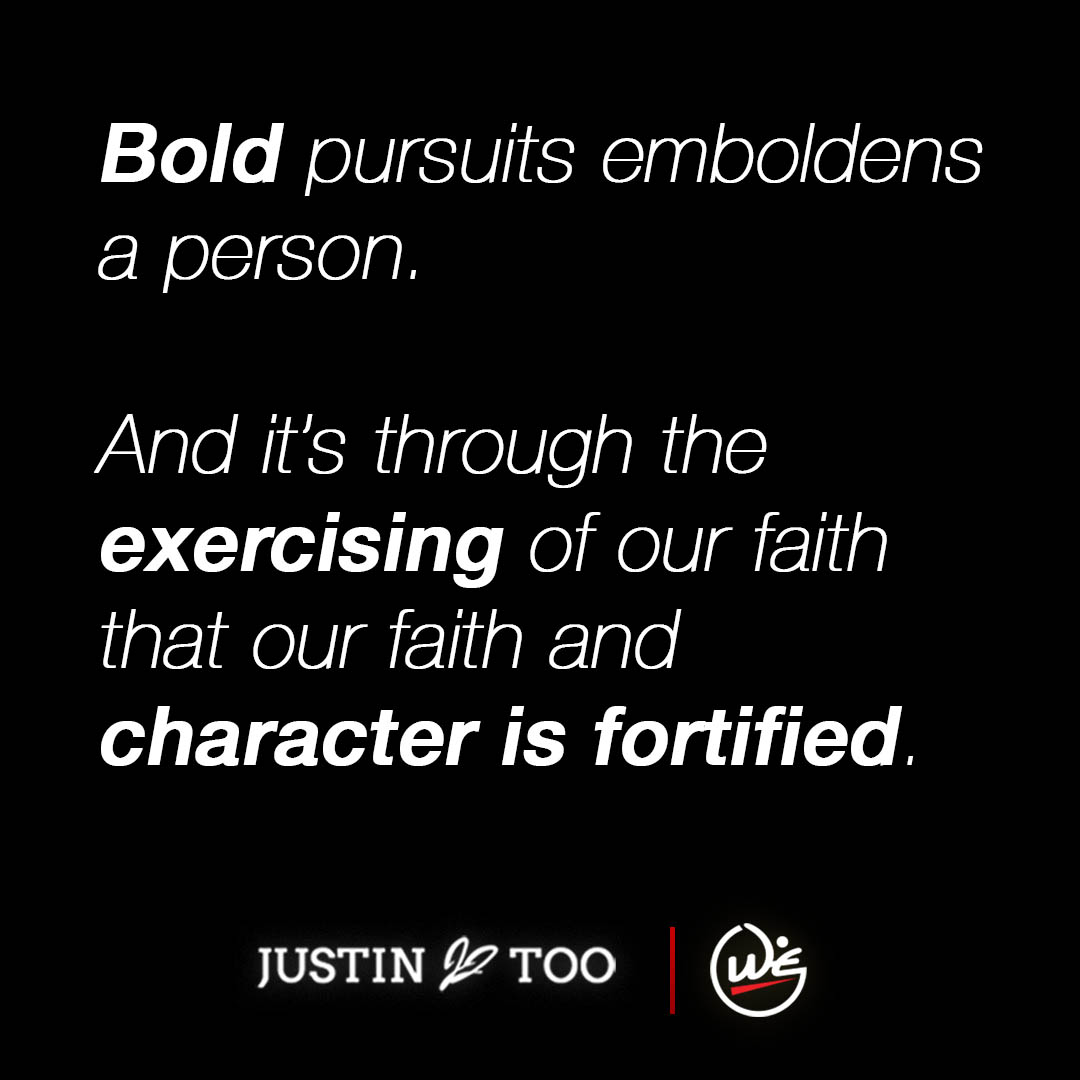 Bold pursuits emboldens
a person.
And it’s through the
exercising of our faith
that our faith and
character is fortified.
JUSTIN TOO
WE